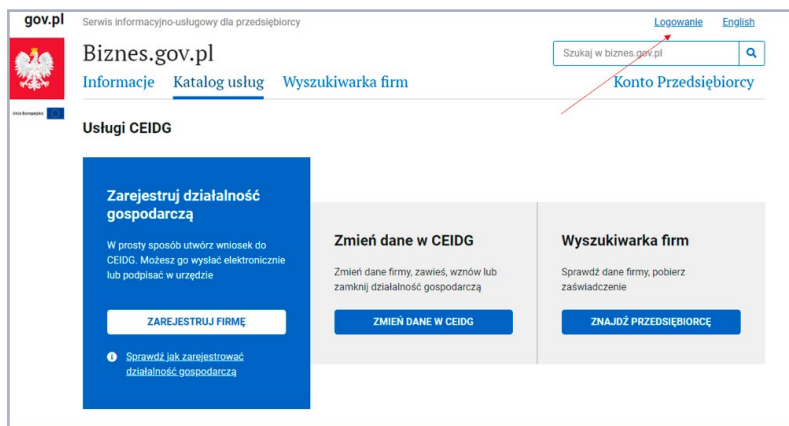 gov.pl
Serwis informacyjno-usługowy dla przedsiębiorcy
Logowanie English
Biznes.gov.pl
Szukaj w biznes.gov.pl
Informacje Katalog usług Wyszukiwarka firm Konto Przedsiębiorcy
Unia Europejska
Usługi CEIDG
Zarejestruj działalność
gospodarczą
W prosty sposób utwórz wniosek do
CEIDG. Możesz go wysłać elektronicznie
lub podpisać w urzędzie
ZAREJESTRUJ FIRMĘ
Sprawdź jak zarejestrować
działalność gospodarczą
Zmień dane w CEIDG
Zmień dane firmy, zawieś, wznów lub
zamknij działalność gospodarczą
ZMIEŃ DANE W CEIDG
Wyszukiwarka firm
Sprawdź dane firmy, pobierz
zaświadczenie
ZNAJDŹ PRZEDSIĘBIORCĘ